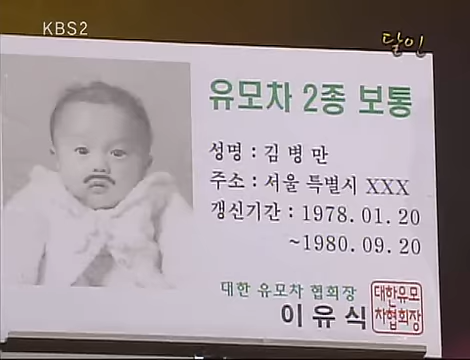 KBS2
달인
유모차 2종 보통
성명 : 김 병 만
주소 : 서울 특별시 XXX
갱신기간 : 1978. 01. 20
~1980. 09. 20
대한 유모차 협회장
이 유 식
대한유모
차협회장